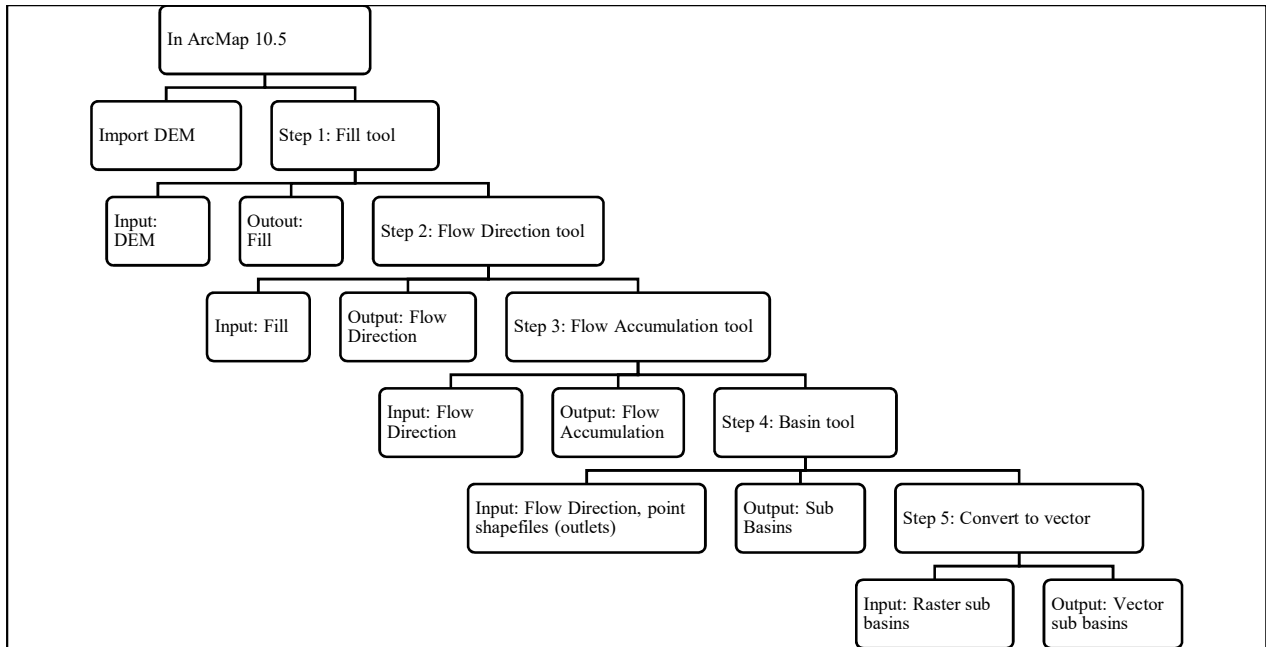 In ArcMap 10.5
Import DEM
Step 1: Fill tool
Input:
DEM
Outout:
Fill
Step 2: Flow Direction tool
Input: Fill
Output: Flow
Direction
Step 3: Flow Accumulation tool
Input: Flow
Direction
Output: Flow
Accumulation
Step 4: Basin tool
Input: Flow Direction, point
shapefiles (outlets)
Output: Sub
Basins
Step 5: Convert to vector
Input: Raster sub
basins
Output: Vector
sub basins